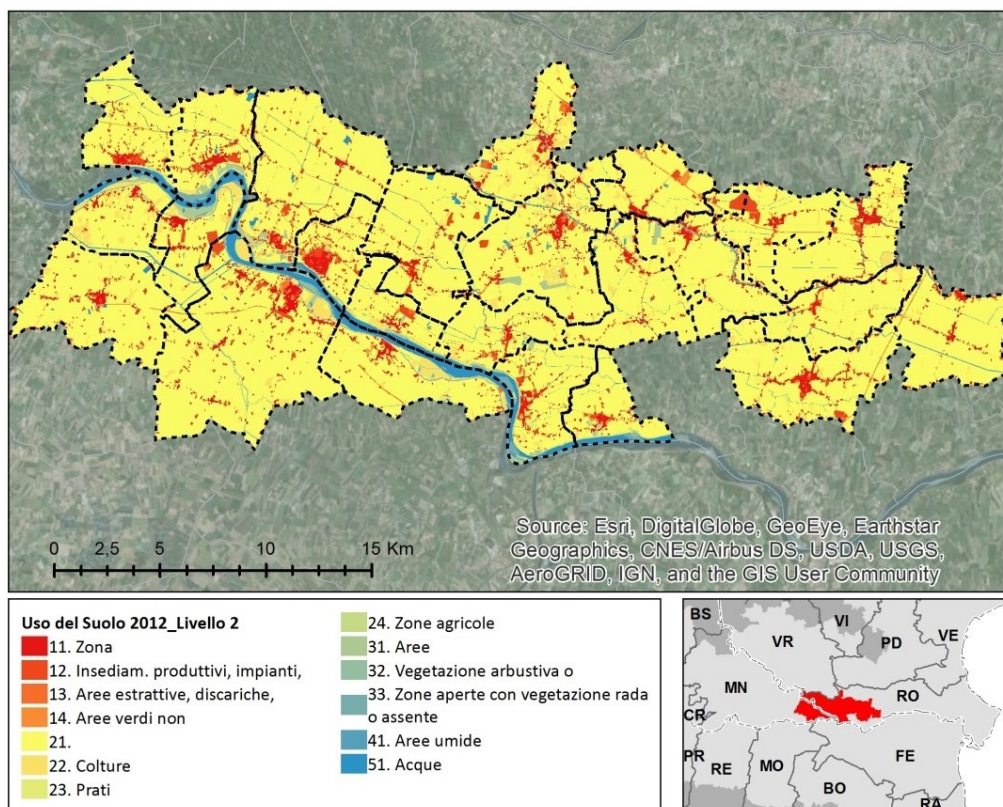 Source: Esri, DigitalGlobe, GeoEye, Earthstar
Geographics, CNES/Airbus DS, USDA, USGS,
AeroGRID, IGN, and the GIS User Community
0 2,5 5 10 15 Km
Uso del Suolo 2012_Livello 2
11. Zona
12. Insediam. produttivi, impianti,
13. Aree estrattive, discariche,
14. Aree verdi non
21.
22. Colture
23. Prati
24. Zone agricole
31. Aree
32. Vegetazione arbustiva o
33. Zone aperte con vegetazione rada
o assente
41. Aree umide
51. Acque
BS
VI
VE
VR
PD
MN
RO
CR
PR
RE
MO
FE
BO
RA